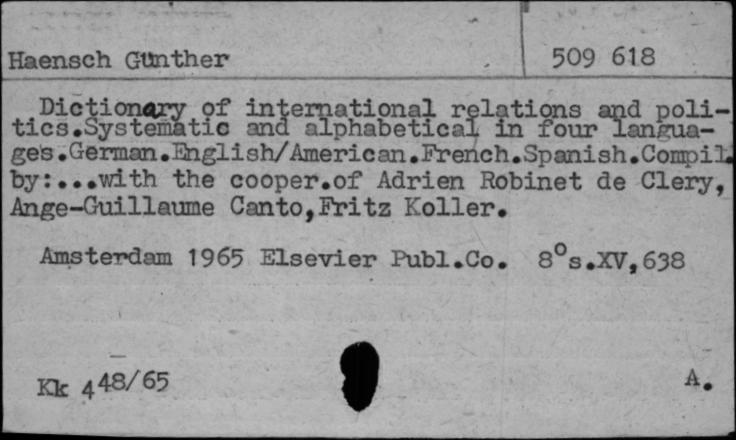 Haensch Günther
509 618
Dictionary of international relations and poli-
tics.Systematic and alphabetical in four langua-
ges.German.English/American.French.Spanish.Compil.
by:...with the cooper.of Adrien Robinet de Clery,
Ange-Guillaume Canto,Fritz Koller.
Amsterdam 1965 Elsevier Publ.Co. 8°s.XV,638
Kk 448/65
A.